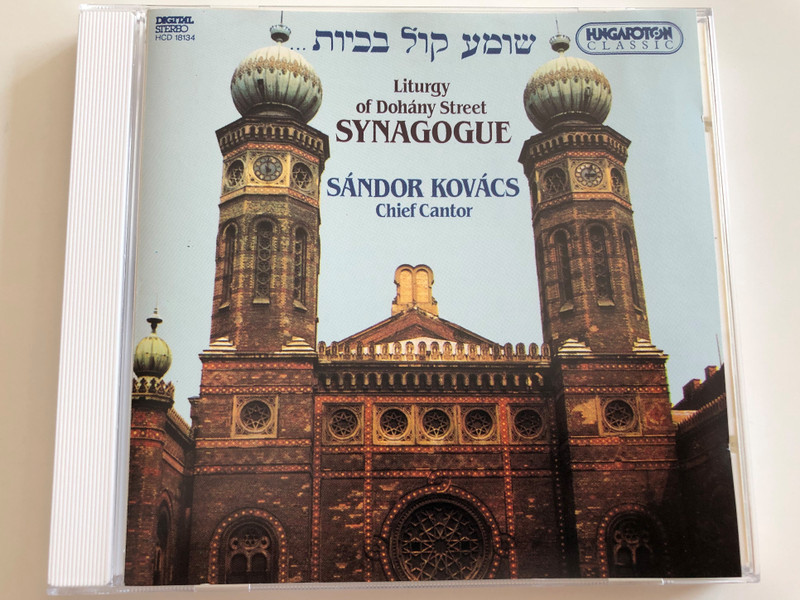 DIGITAL
STEREO
HCD 18134
שומע קול בכיות...
HUNGAROTON
CLASSIC
Liturgy
of Dohány Street
SYNAGOGUE
SÁNDOR KOVÁCS
Chief Cantor